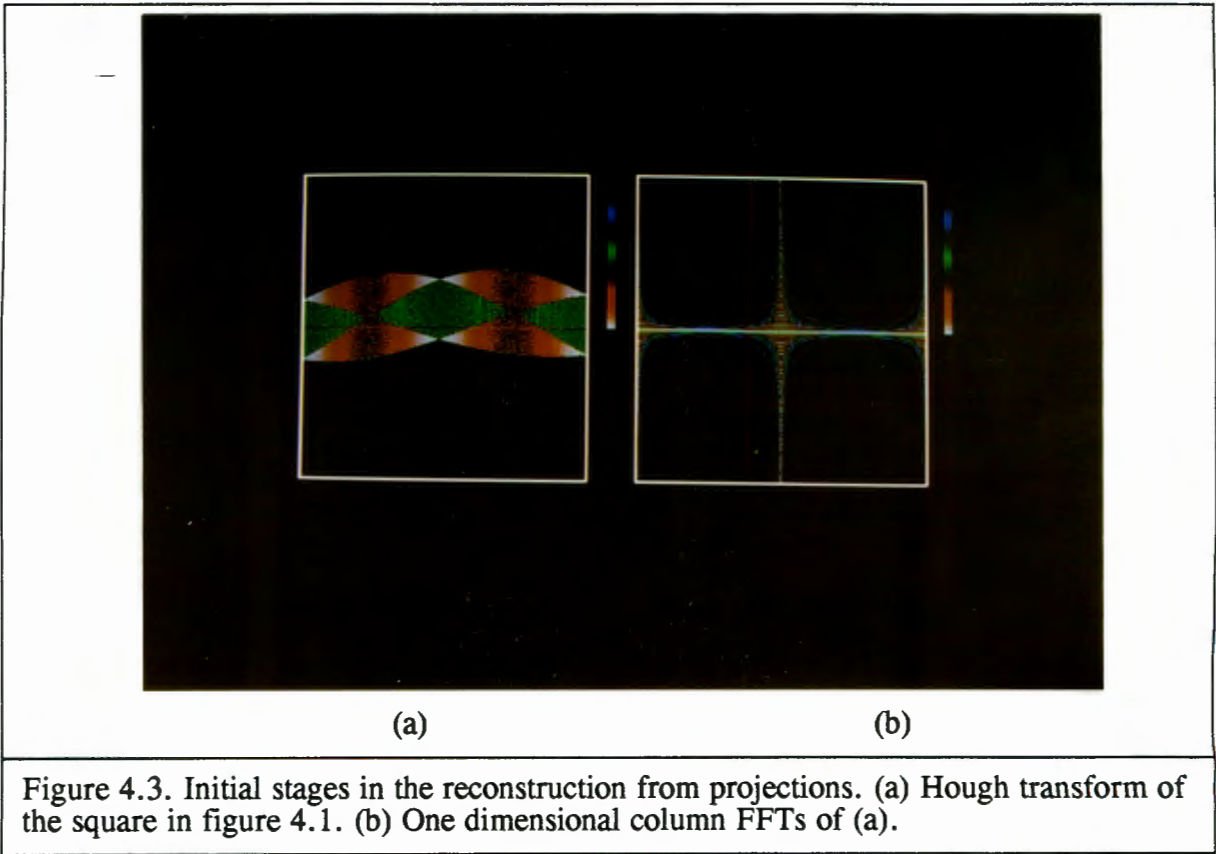 (a) (b)
Figure 4.3. Initial stages in the reconstruction from projections. (a) Hough transform of
the square in figure 4.1. (b) One dimensional column FFTs of (a).